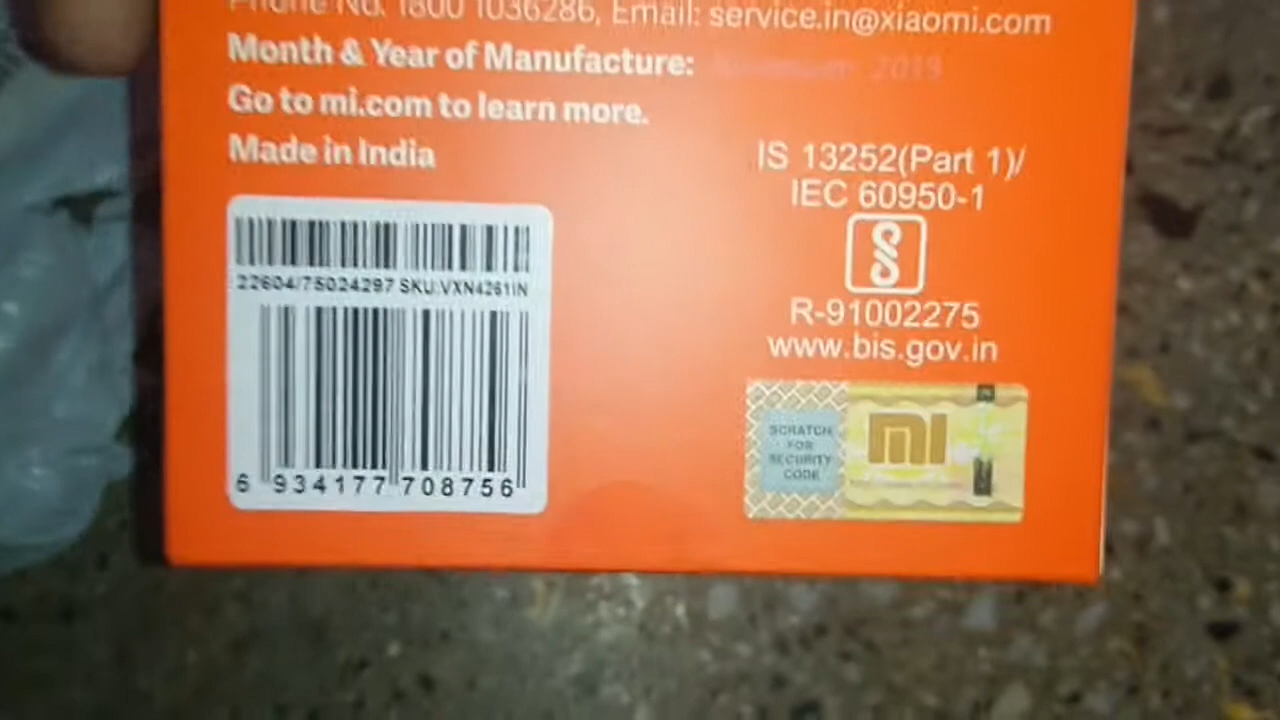 Phone No. 1800 1036286, Email: service.in@xiaomi.com
Month & Year of Manufacture: 2019
Go to mi.com to learn more.
Made in India
22604/75024297 SKU:VXN4261IN
6 934177 708756
IS 13252(Part 1)/
IEC 60950-1
R-91002275
www.bis.gov.in
SCRATCH
FOR
SECURITY
CODE
MI